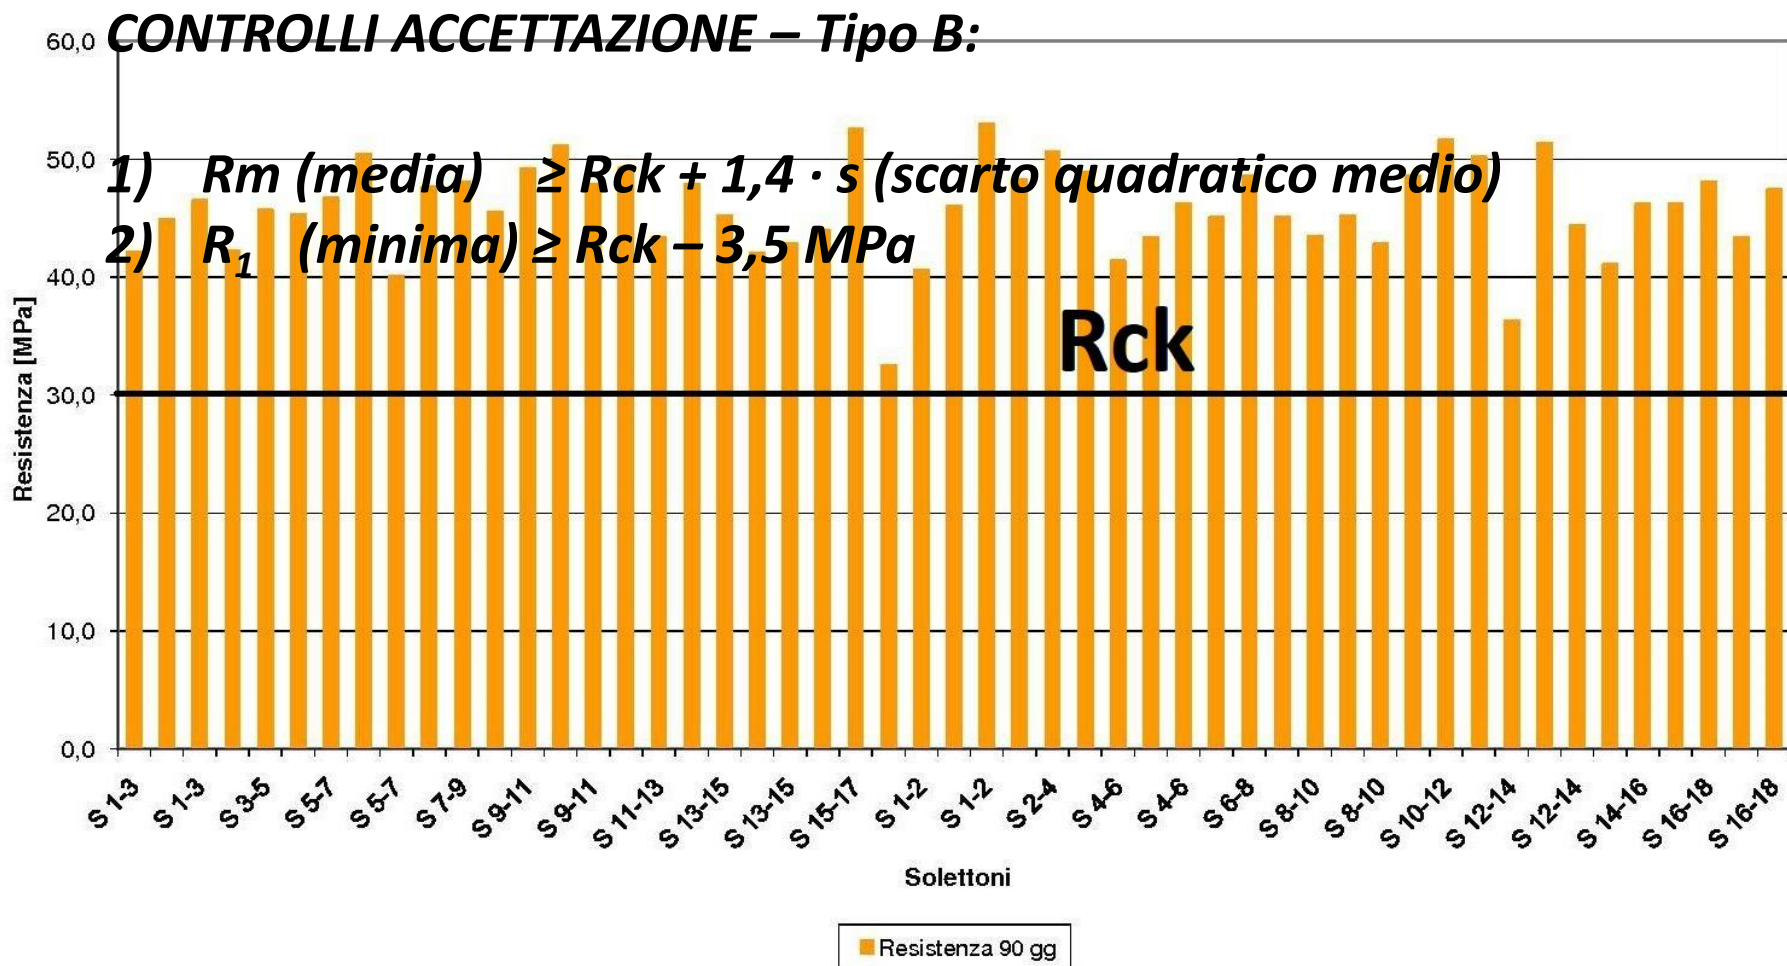 CONTROLLI ACCETTAZIONE – Tipo B:
60,0
50,0
1) Rm (media) ≥ Rck + 1,4 · s (scarto quadratico medio)
2) R₁ (minima) ≥ Rck – 3,5 MPa
40,0
Rck
30,0
20,0
10,0
0,0
Resistenza [MPa]
S 1-3 S 1-3 S 3-5 S 5-7 S 5-7 S 7-9 S 9-11 S 9-11 S 11-13 S 13-15 S 13-15 S 15-17 S 1-2 S 1-2 S 2-4 S 4-6 S 4-6 S 6-8 S 8-10 S 8-10 S 10-12 S 12-14 S 12-14 S 14-16 S 16-18 S 16-18
Solettoni
Resistenza 90 gg